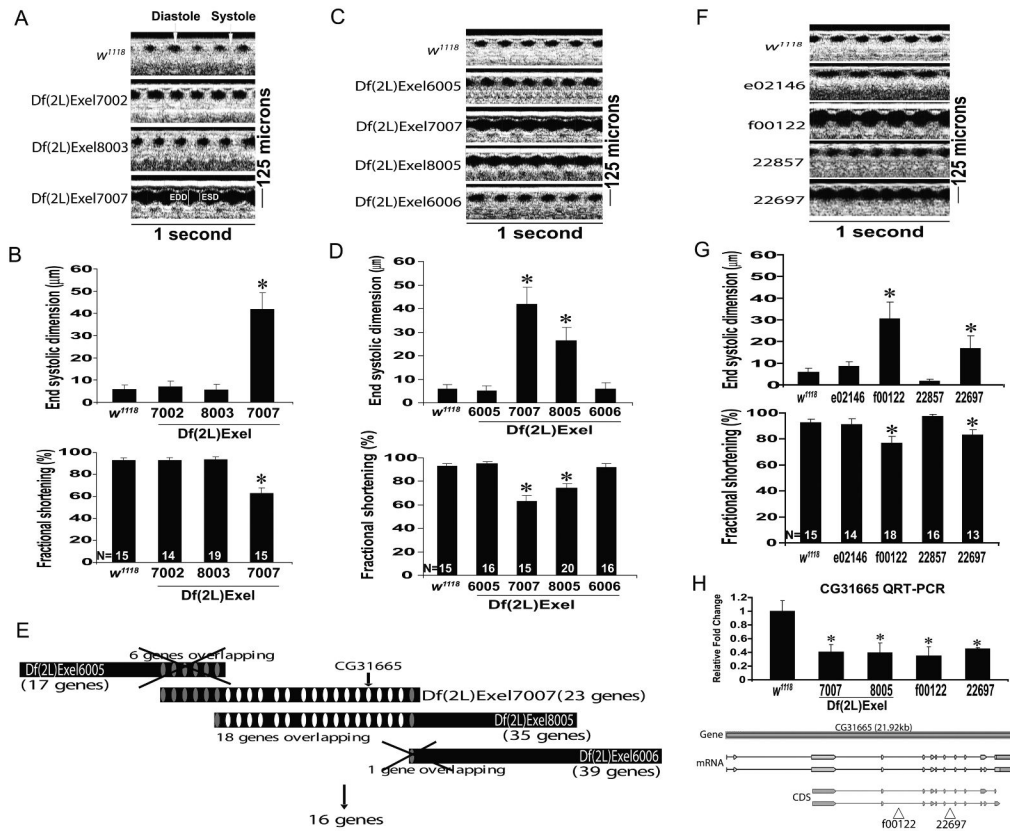 A
Diastole Systole
w1118
Df(2L)Exel7002
Df(2L)Exel8003
Df(2L)Exel7007
EDD ESD
125 microns
1 second
B
End systolic dimension (μm)
60
50
40
30
20
10
0
*
w1118 7002 8003 7007
Df(2L)Exel
Fractional shortening (%)
100
80
60
40
20
0
*
N= 15 14 19 15
w1118 7002 8003 7007
Df(2L)Exel
C
w1118
Df(2L)Exel6005
Df(2L)Exel7007
Df(2L)Exel8005
Df(2L)Exel6006
125 microns
1 second
D
End systolic dimension (μm)
60
50
40
30
20
10
0
* *
w1118 6005 7007 8005 6006
Df(2L)Exel
Fractional shortening (%)
100
80
60
40
20
0
* *
N= 15 16 15 20 16
w1118 6005 7007 8005 6006
Df(2L)Exel
E
6 genes overlapping
Df(2L)Exel6005
(17 genes)
CG31665
Df(2L)Exel7007(23 genes)
Df(2L)Exel8005
18 genes overlapping
(35 genes)
Df(2L)Exel6006
1 gene overlapping
(39 genes)
16 genes
F
w1118
e02146
f00122
22857
22697
125 microns
1 second
G
End systolic dimension (μm)
60
50
40
30
20
10
0
* *
w1118 e02146 f00122 22857 22697
Fractional shortening (%)
100
80
60
40
20
0
* *
N= 15 14 18 16 13
w1118 e02146 f00122 22857 22697
H
CG31665 QRT-PCR
Relative Fold Change
1.2
1
0.8
0.6
0.4
0.2
0
* * * *
w1118 7007 8005 f00122 22697
Df(2L)Exel
CG31665 (21.92kb)
Gene
mRNA
CDS
f00122 22697